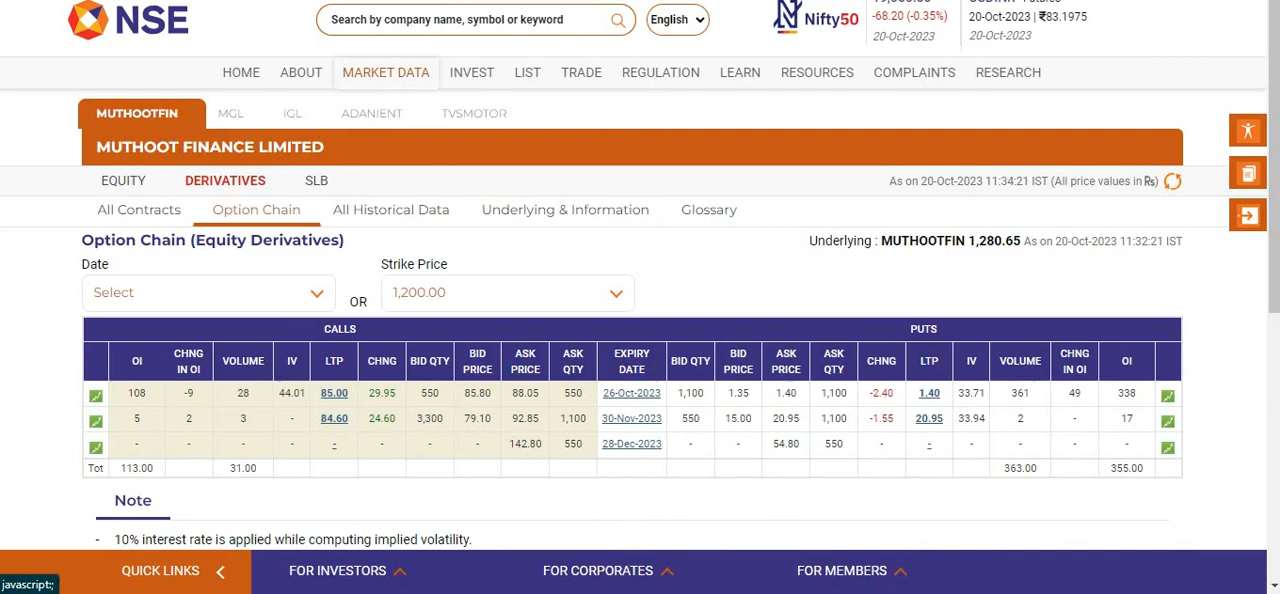 NSE
Search by company name, symbol or keyword
English
Nifty50
-68.20 (-0.35%)
20-Oct-2023
20-Oct-2023 | ₹83.1975
20-Oct-2023
HOME ABOUT MARKET DATA INVEST LIST TRADE REGULATION LEARN RESOURCES COMPLAINTS RESEARCH
MUTHOOTFIN MGL IGL ADANIENT TVSMOTOR
MUTHOOT FINANCE LIMITED
EQUITY DERIVATIVES SLB As on 20-Oct-2023 11:34:21 IST (All price values in ₨)
All Contracts Option Chain All Historical Data Underlying & Information Glossary
Option Chain (Equity Derivatives) Underlying : MUTHOOTFIN 1,280.65 As on 20-Oct-2023 11:32:21 IST
Date Strike Price
Select OR 1,200.00
CALLS PUTS
OI CHNG IN OI VOLUME IV LTP CHNG BID QTY BID PRICE ASK PRICE ASK QTY EXPIRY DATE BID QTY BID PRICE ASK PRICE ASK QTY CHNG LTP IV VOLUME CHNG IN OI OI
108 -9 28 44.01 85.00 29.95 550 85.80 88.05 550 26-Oct-2023 1,100 1.35 1.40 1,100 -2.40 1.40 33.71 361 49 338
5 2 3 - 84.60 24.60 3,300 79.10 92.85 1,100 30-Nov-2023 550 15.00 20.95 1,100 -1.55 20.95 33.94 2 - 17
- - - - - - - - 142.80 550 28-Dec-2023 - - 54.80 550 - - - - - -
Tot 113.00 31.00 363.00 355.00
Note
- 10% interest rate is applied while computing implied volatility.
QUICK LINKS FOR INVESTORS FOR CORPORATES FOR MEMBERS
javascript:;